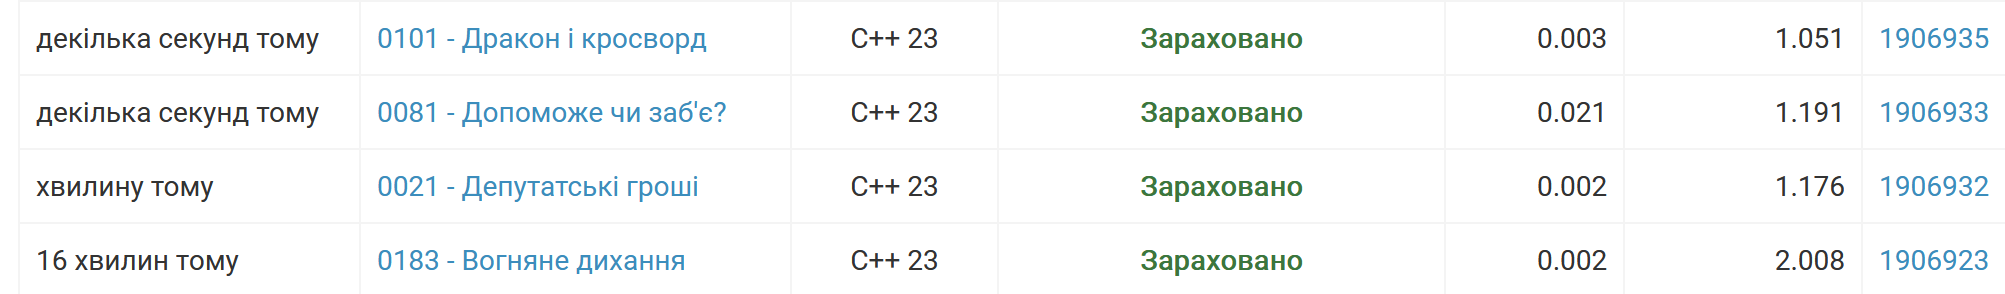 декілька секунд тому 0101 - Дракон і кросворд C++ 23 Зараховано 0.003 1.051 1906935
декілька секунд тому 0081 - Допоможе чи заб'є? C++ 23 Зараховано 0.021 1.191 1906933
хвилину тому 0021 - Депутатські гроші C++ 23 Зараховано 0.002 1.176 1906932
16 хвилин тому 0183 - Вогняне дихання C++ 23 Зараховано 0.002 2.008 1906923